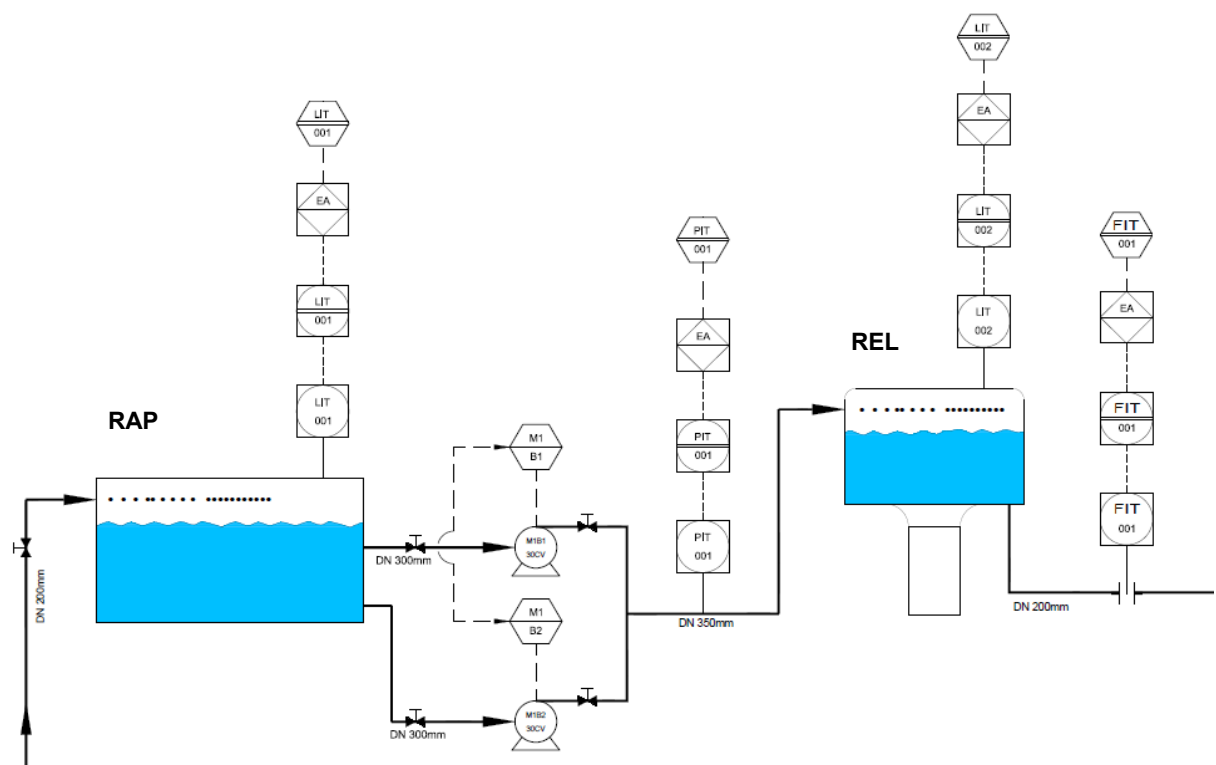 LIT
002
EA
LIT
002
LIT
002
LIT
001
EA
LIT
001
LIT
001
RAP
PIT
001
EA
PIT
001
PIT
001
REL
FIT
001
EA
FIT
001
FIT
001
M1
B1
M1B1
30CV
DN 300mm
DN 200mm
M1
B2
M1B2
30CV
DN 300mm
DN 350mm
DN 200mm